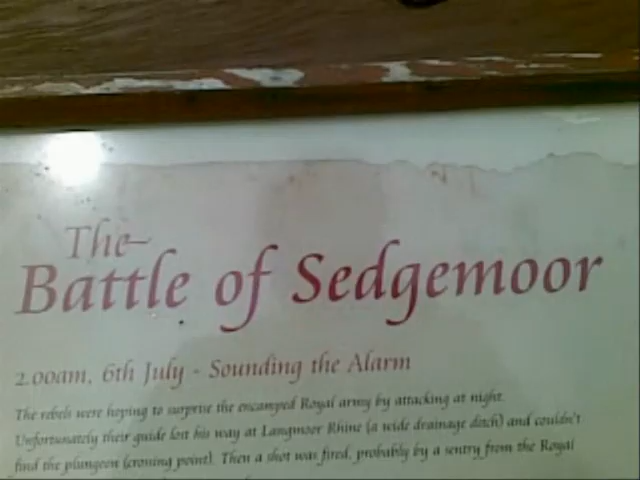 The
Battle of Sedgemoor
2.00am, 6th July - Sounding the Alarm
The rebels were hoping to surprise the encamped Royal army by attacking at night.
Unfortunately their guide lost his way at Langmoor Rhine (a wide drainage ditch) and couldn't
find the plungeon (crossing point). Then a shot was fired, probably by a sentry from the Royal